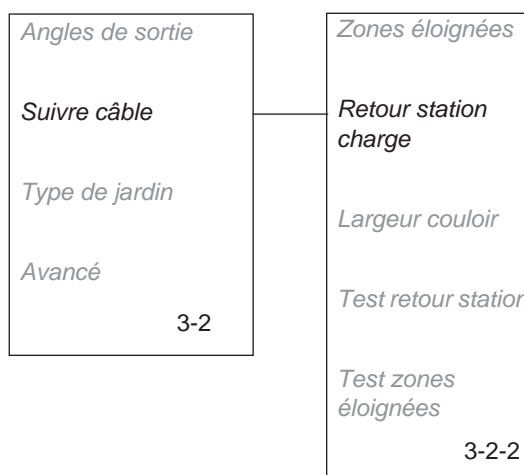 Angles de sortie
Suivre câble
Type de jardin
Avancé
3-2
Zones éloignées
Retour station
charge
Largeur couloir
Test retour station
Test zones
éloignées
3-2-2